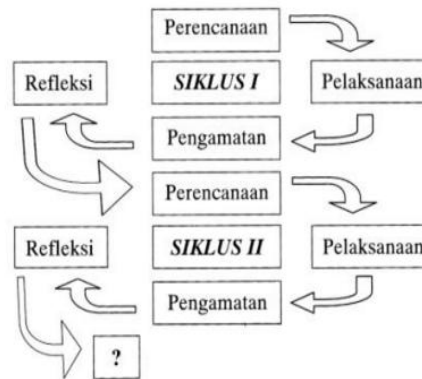 Perencanaan
Refleksi
SIKLUS I
Pelaksanaan
Pengamatan
Perencanaan
Refleksi
SIKLUS II
Pelaksanaan
Pengamatan
?